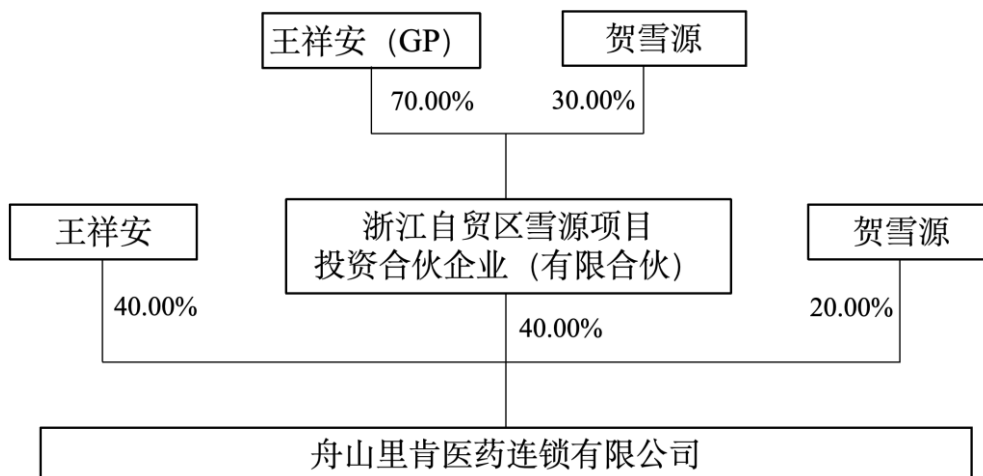 王祥安（GP）
贺雪源
70.00%
30.00%
王祥安
浙江自贸区雪源项目
投资合伙企业（有限合伙）
贺雪源
40.00%
40.00%
20.00%
舟山里肯医药连锁有限公司